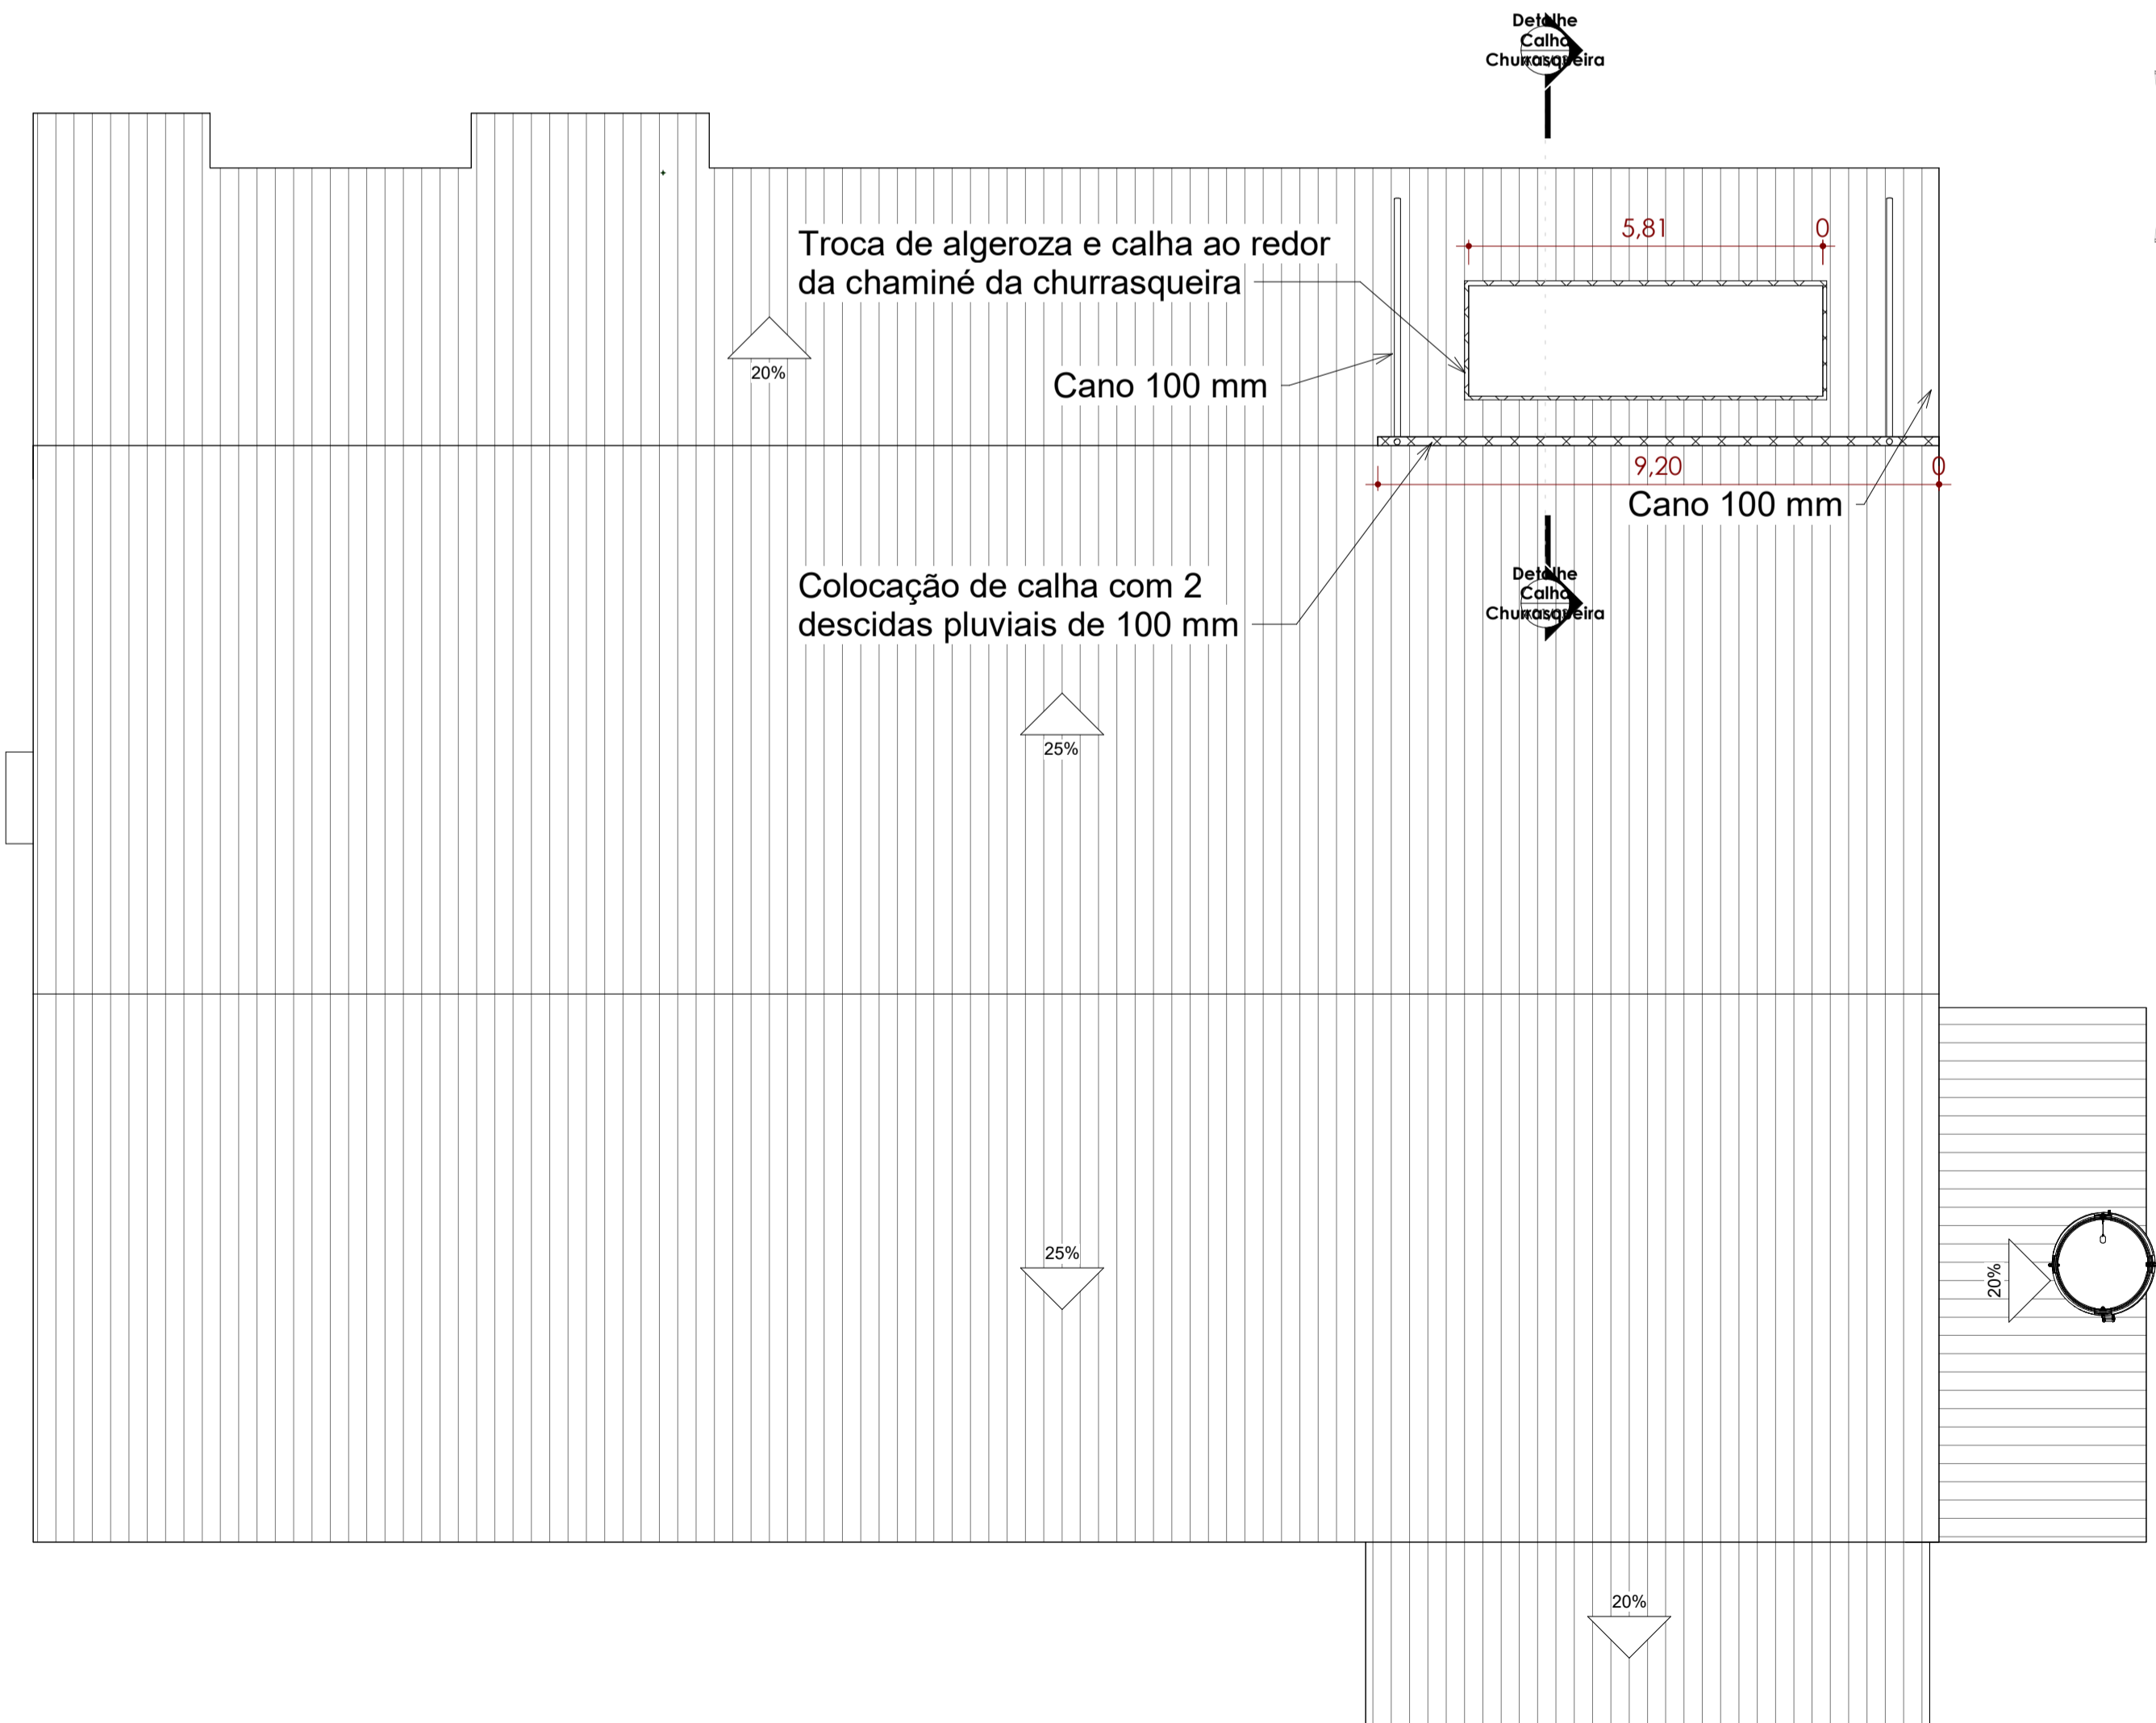 Detalhe
Calha
Churrasqueira
5,81
0
Troca de algeroza e calha ao redor
da chaminé da churrasqueira
20%
Cano 100 mm
9,20
0
Cano 100 mm
Detalhe
Calha
Churrasqueira
Colocação de calha com 2
descidas pluviais de 100 mm
25%
25%
20%
20%